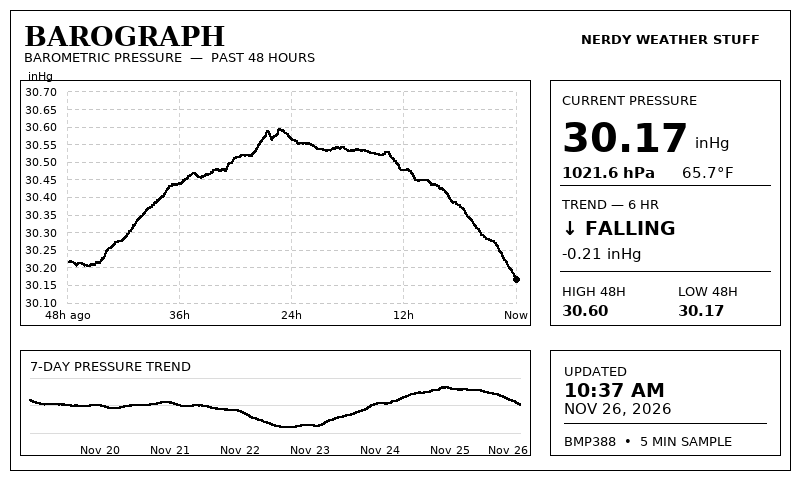 BAROGRAPH
BAROMETRIC PRESSURE — PAST 48 HOURS
NERDY WEATHER STUFF
inHg
30.70
30.65
30.60
30.55
30.50
30.45
30.40
30.35
30.30
30.25
30.20
30.15
30.10
48h ago 36h 24h 12h Now
CURRENT PRESSURE
30.17 inHg
1021.6 hPa 65.7°F
TREND — 6 HR
↓ FALLING
-0.21 inHg
HIGH 48H LOW 48H
30.60 30.17
7-DAY PRESSURE TREND
Nov 20 Nov 21 Nov 22 Nov 23 Nov 24 Nov 25 Nov 26
UPDATED
10:37 AM
NOV 26, 2026
BMP388 • 5 MIN SAMPLE